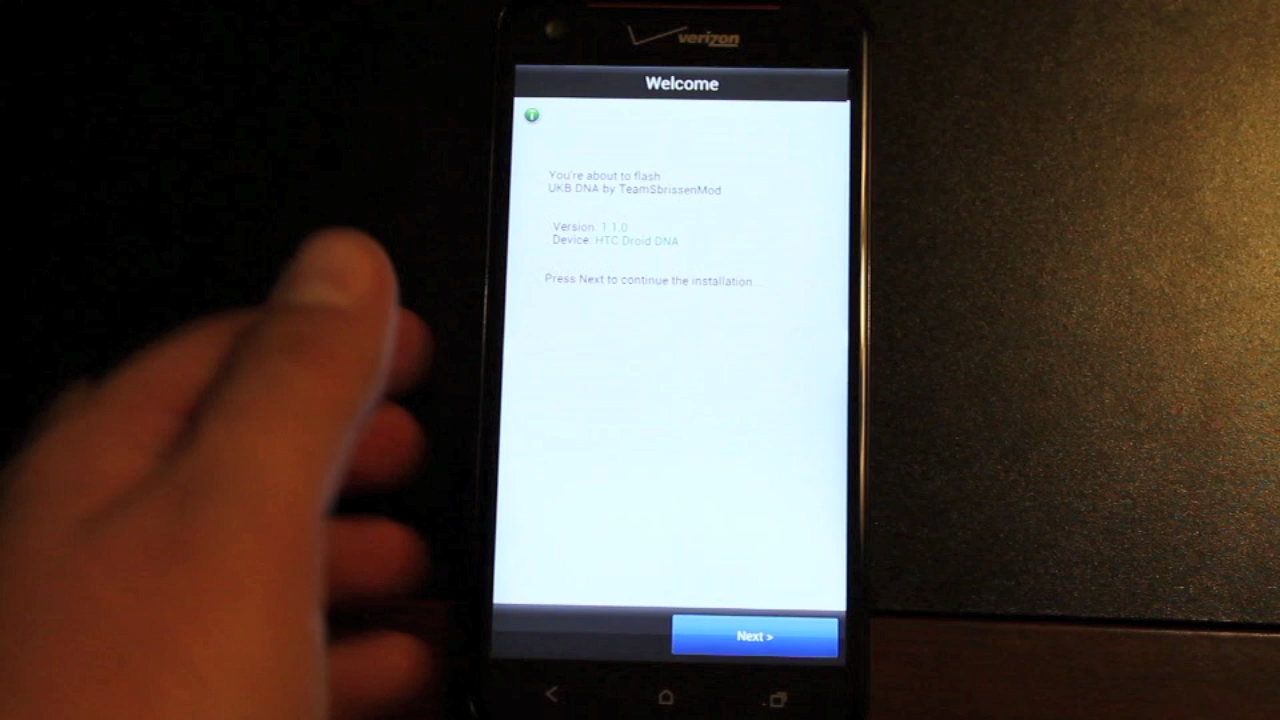 verizon
Welcome
You're about to flash
UKB DNA by TeamSbrissenMod
Version: 1.1.0
Device: HTC Droid DNA
Press Next to continue the installation...
Next >